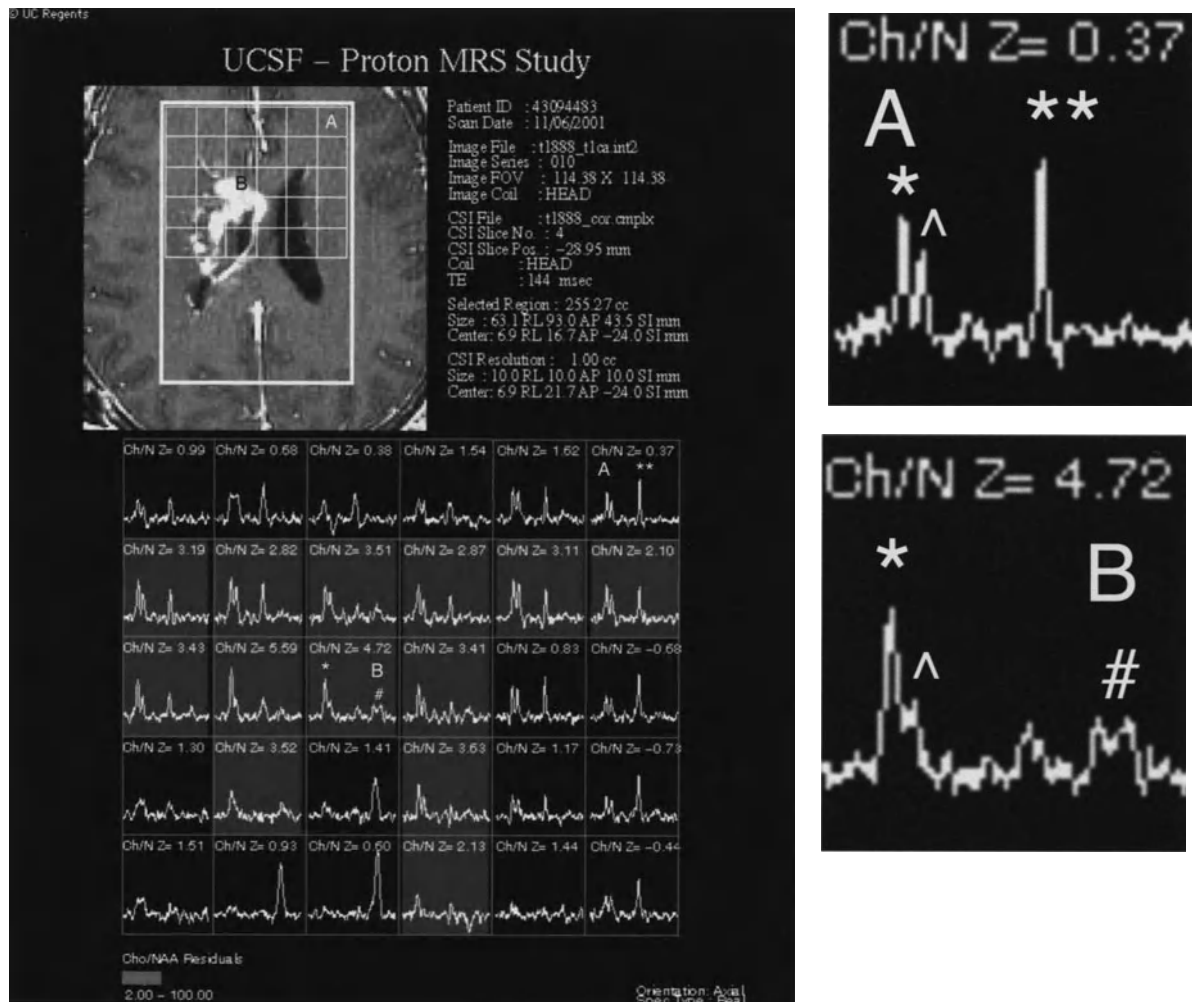 © UC Regents
UCSF – Proton MRS Study
Patient ID : 43094483
Scan Date : 11/06/2001
Image File : t1888_t1ca.int2
Image Series : 010
Image FOV : 114.38 X 114.38
Image Coil : HEAD
CSI File : t1888_cor.cmplx
CSI Slice No. : 4
CSI Slice Pos : -28.95 mm
Coil : HEAD
TE : 144 msec
Selected Region : 255.27 cc
Size : 63.1 RL 93.0 AP 43.5 SI mm
Center: 6.9 RL 16.7 AP -24.0 SI mm
CSI Resolution : 1.00 cc
Size : 10.0 RL 10.0 AP 10.0 SI mm
Center: 6.9 RL 21.7 AP -24.0 SI mm
A
B
Ch/N Z= 0.99 Ch/N Z= 0.58 Ch/N Z= 0.38 Ch/N Z= 1.54 Ch/N Z= 1.62 Ch/N Z= 0.37
A **
Ch/N Z= 3.19 Ch/N Z= 2.82 Ch/N Z= 3.51 Ch/N Z= 2.87 Ch/N Z= 3.11 Ch/N Z= 2.10
Ch/N Z= 3.43 Ch/N Z= 5.59 Ch/N Z= 4.72 Ch/N Z= 3.41 Ch/N Z= 0.83 Ch/N Z= -0.68
* B
#
Ch/N Z= 1.30 Ch/N Z= 3.52 Ch/N Z= 1.41 Ch/N Z= 3.63 Ch/N Z= 1.17 Ch/N Z= -0.73
Ch/N Z= 1.51 Ch/N Z= 0.93 Ch/N Z= 0.60 Ch/N Z= 2.13 Ch/N Z= 1.44 Ch/N Z= -0.44
Cho/NAA Residuals
2.00 - 100.00
Orientation: Axial
Spec Type : Real
Ch/N Z= 0.37
A **
* ^
Ch/N Z= 4.72
* B
^ #